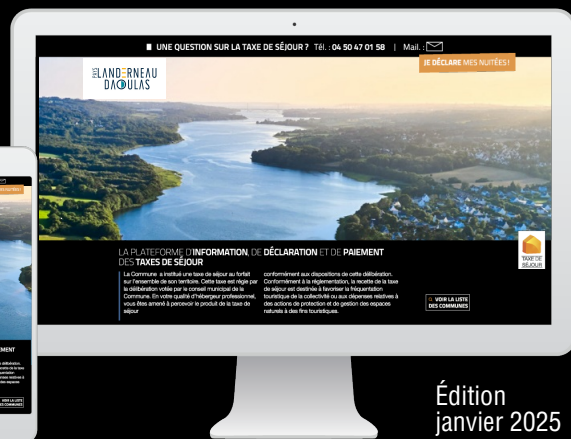 UNE QUESTION SUR LA TAXE DE SÉJOUR ? Tél. : 04 50 47 01 58 | Mail. :
JE DÉCLARE MES NUITÉES !
PAYS
LANDERNEAU
DAOULAS
LA PLATEFORME D'INFORMATION, DE DÉCLARATION ET DE PAIEMENT
DES TAXES DE SÉJOUR
La Commune a institué une taxe de séjour au forfait
sur l'ensemble de son territoire. Cette taxe est régie par
la délibération votée par le conseil municipal de la
Commune. En votre qualité d'hébergeur professionnel,
vous êtes amené à percevoir le produit de la taxe de
séjour
conformément aux dispositions de cette délibération.
Conformément à la réglementation, la recette de la taxe
de séjour est destinée à favoriser la fréquentation
touristique de la collectivité ou aux dépenses relatives à
des actions de protection et de gestion des espaces
naturels à des fins touristiques.
TAXE DE
SÉJOUR
VOIR LA LISTE
DES COMMUNES
Édition
janvier 2025